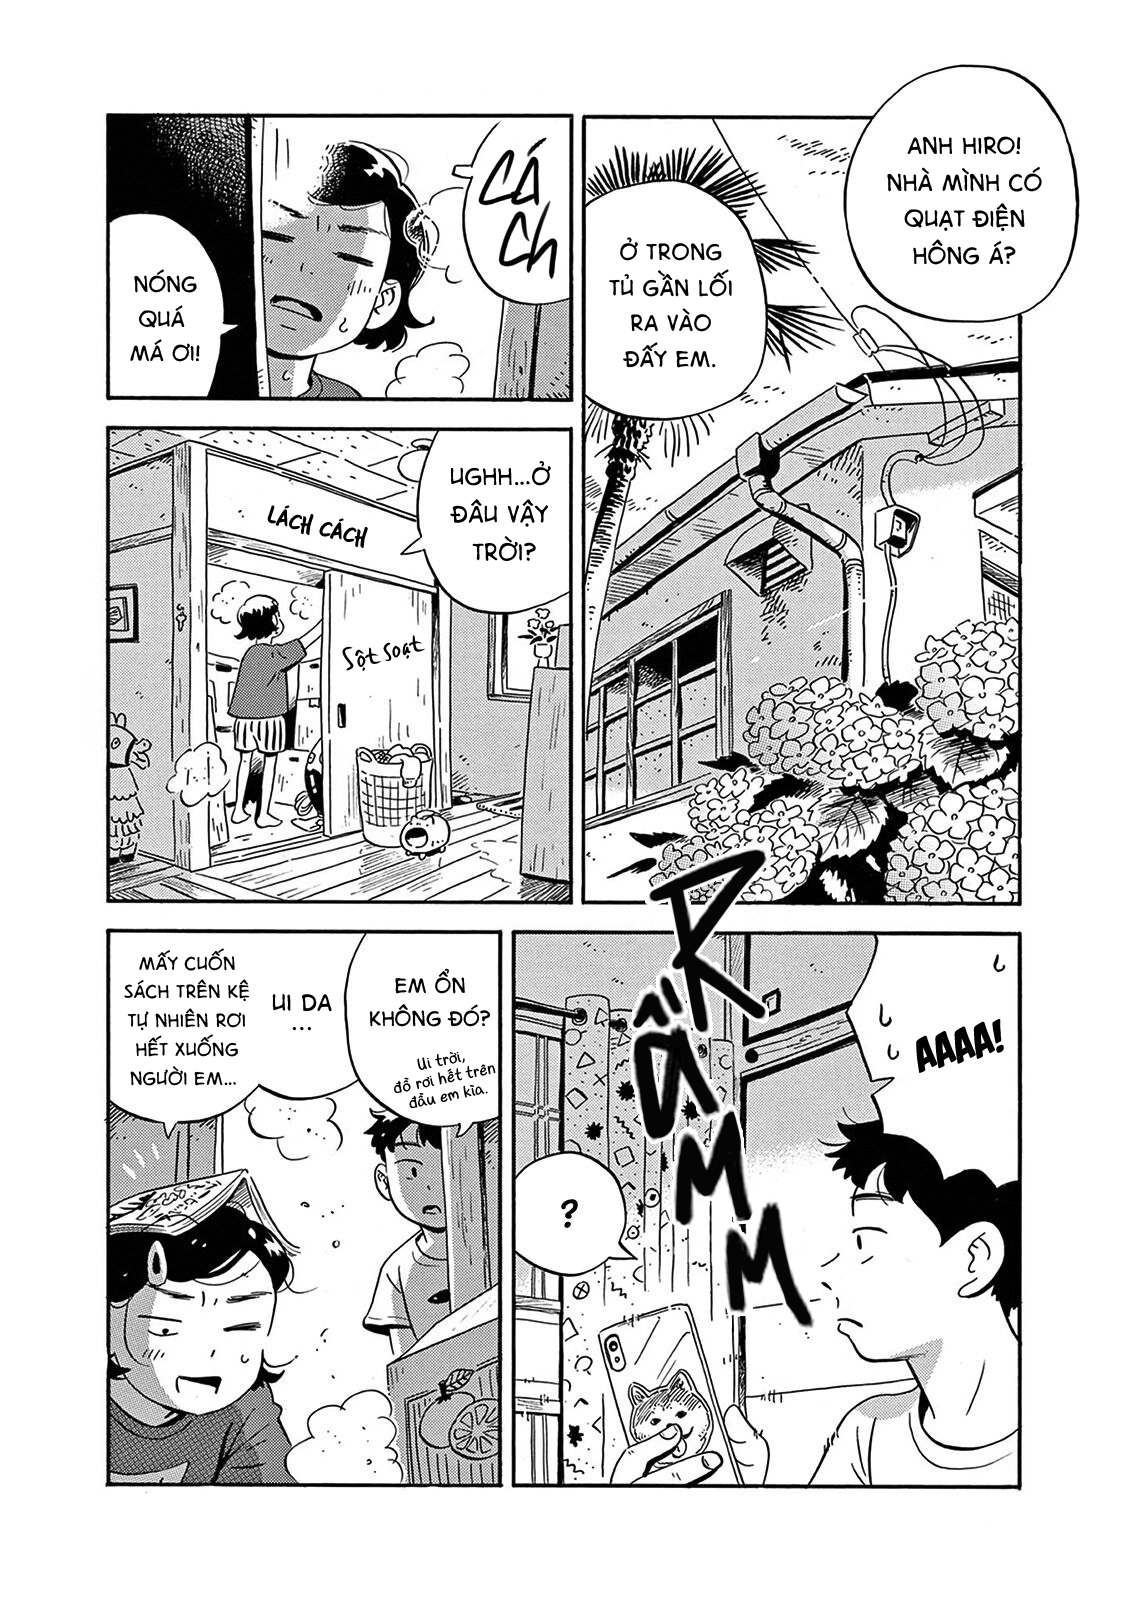 ANH HIRO!
NHÀ MÌNH CÓ
QUẠT ĐIỆN
HÔNG Á?
Ở TRONG
TỦ GẦN LỐI
RA VÀO
ĐẤY EM.
CÁ
CH
NÓNG
QUÁ
MÁ ƠI!
UGHH...Ở
ĐÂU VẬY
TRỜI?
LÁCH CÁCH
Sột soạt
RẦMMM
AAAA!
?
EM ỔN
KHÔNG ĐÓ?
Ui trời,
đồ rơi hết trên
đầu em kìa.
UI DA
...
MẤY CUỐN
SÁCH TRÊN KỆ
TỰ NHIÊN RƠI
HẾT XUỐNG
NGƯỜI EM...